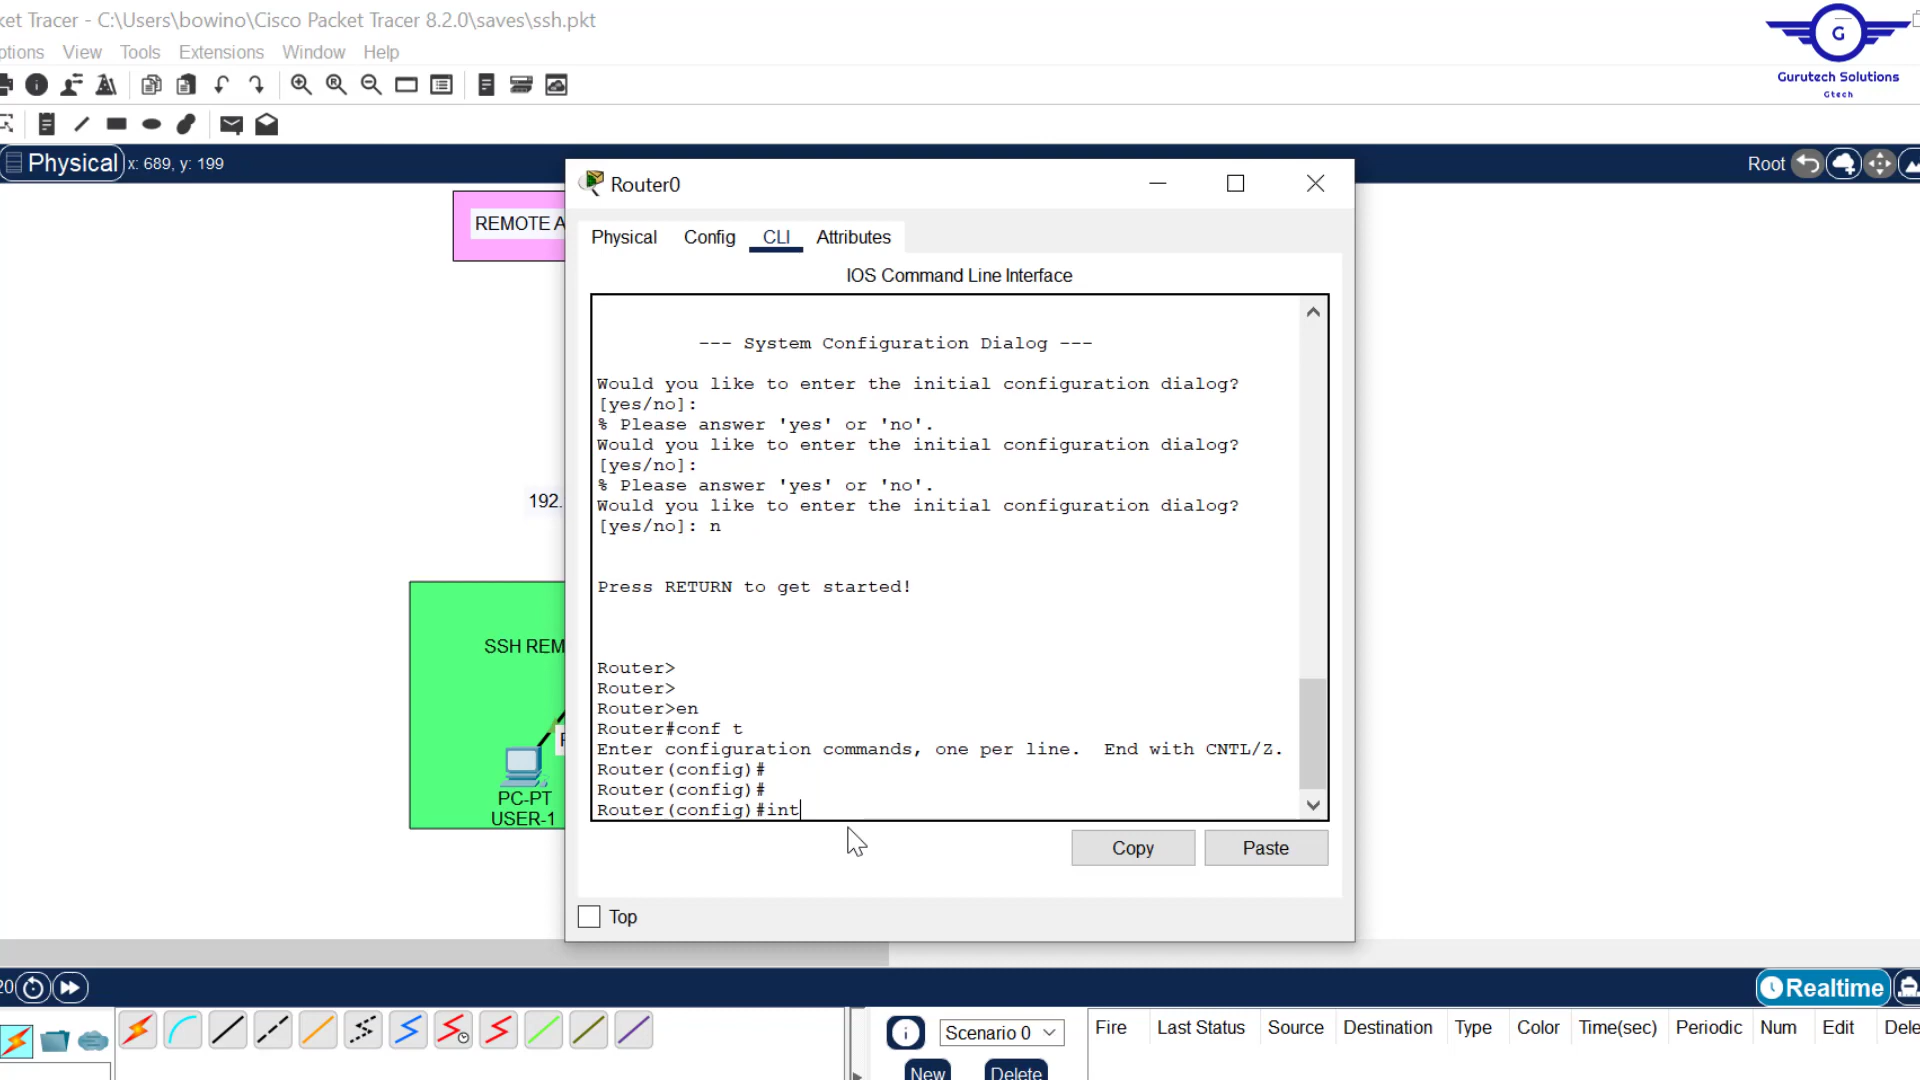 ket Tracer - C:\Users\bowino\Cisco Packet Tracer 8.2.0\saves\ssh.pkt
G
Gurutech Solutions
Gtech
ptions View Tools Extensions Window Help
Physical x: 689, y: 199
Root
Router0
REMOTE A
Physical Config CLI Attributes
IOS Command Line Interface
--- System Configuration Dialog ---
Would you like to enter the initial configuration dialog?
[yes/no]:
% Please answer 'yes' or 'no'.
Would you like to enter the initial configuration dialog?
[yes/no]:
% Please answer 'yes' or 'no'.
Would you like to enter the initial configuration dialog?
[yes/no]: n
192.
Press RETURN to get started!
SSH REM
Router>
Router>
Router>en
Router#conf t
Enter configuration commands, one per line.  End with CNTL/Z.
Router(config)#
Router(config)#
Router(config)#int
PC-PT
USER-1
Copy
Paste
Top
20
Realtime
Scenario 0
Fire Last Status Source Destination Type Color Time(sec) Periodic Num Edit Dele
New Delete